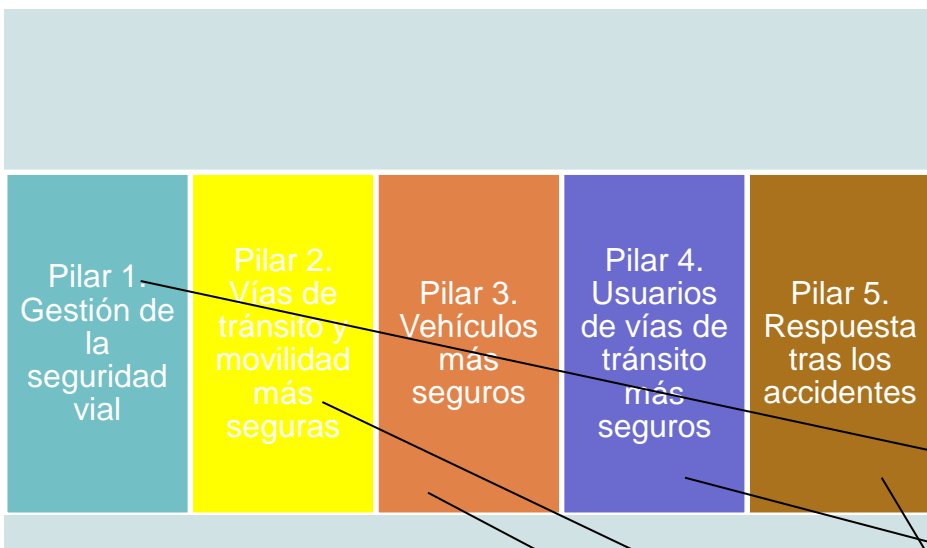 Pilar 1.
Gestión de
la
seguridad
vial
Pilar 2.
Vías de
tránsito y
movilidad
más
seguras
Pilar 3.
Vehículos
más
seguros
Pilar 4.
Usuarios
de vías de
tránsito
más
seguros
Pilar 5.
Respuesta
tras los
accidentes